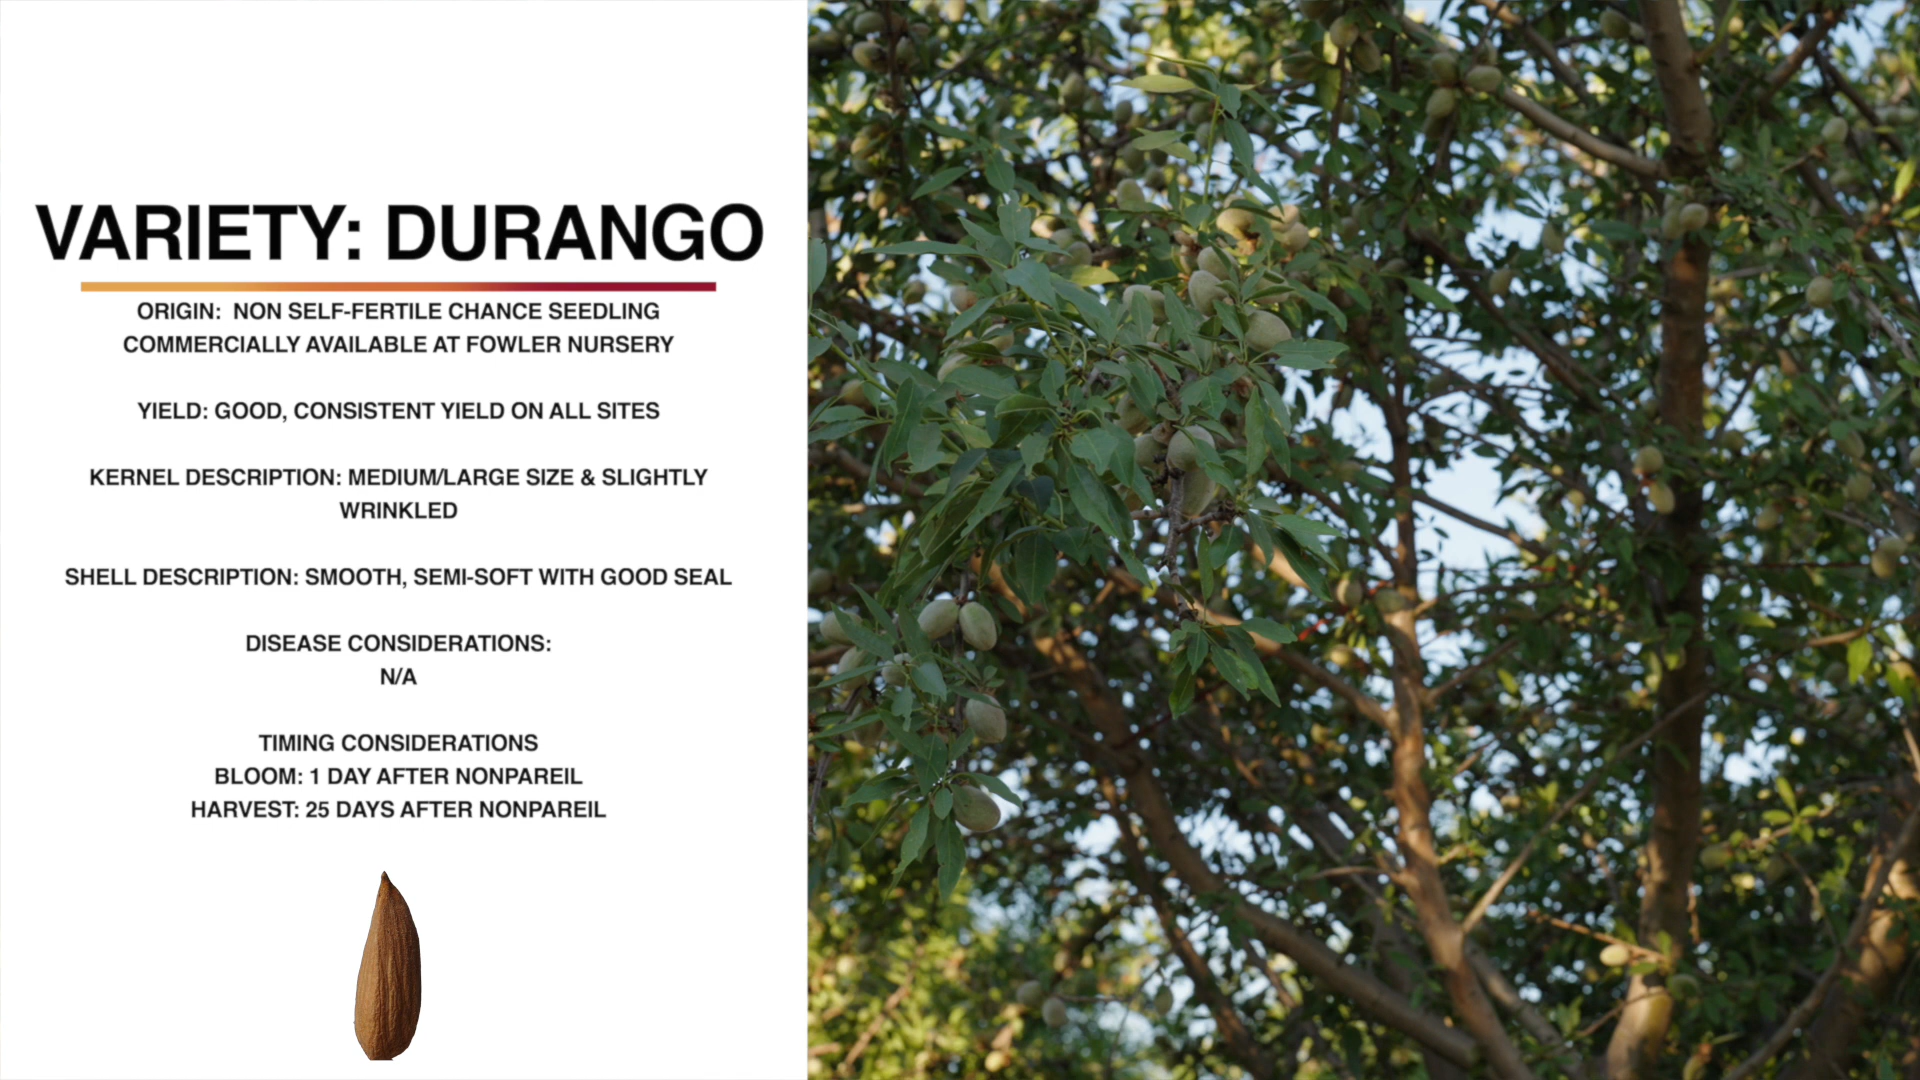 VARIETY: DURANGO
ORIGIN:  NON SELF-FERTILE CHANCE SEEDLING
COMMERCIALLY AVAILABLE AT FOWLER NURSERY
YIELD: GOOD, CONSISTENT YIELD ON ALL SITES
KERNEL DESCRIPTION: MEDIUM/LARGE SIZE & SLIGHTLY
WRINKLED
SHELL DESCRIPTION: SMOOTH, SEMI-SOFT WITH GOOD SEAL
DISEASE CONSIDERATIONS:
N/A
TIMING CONSIDERATIONS
BLOOM: 1 DAY AFTER NONPAREIL
HARVEST: 25 DAYS AFTER NONPAREIL